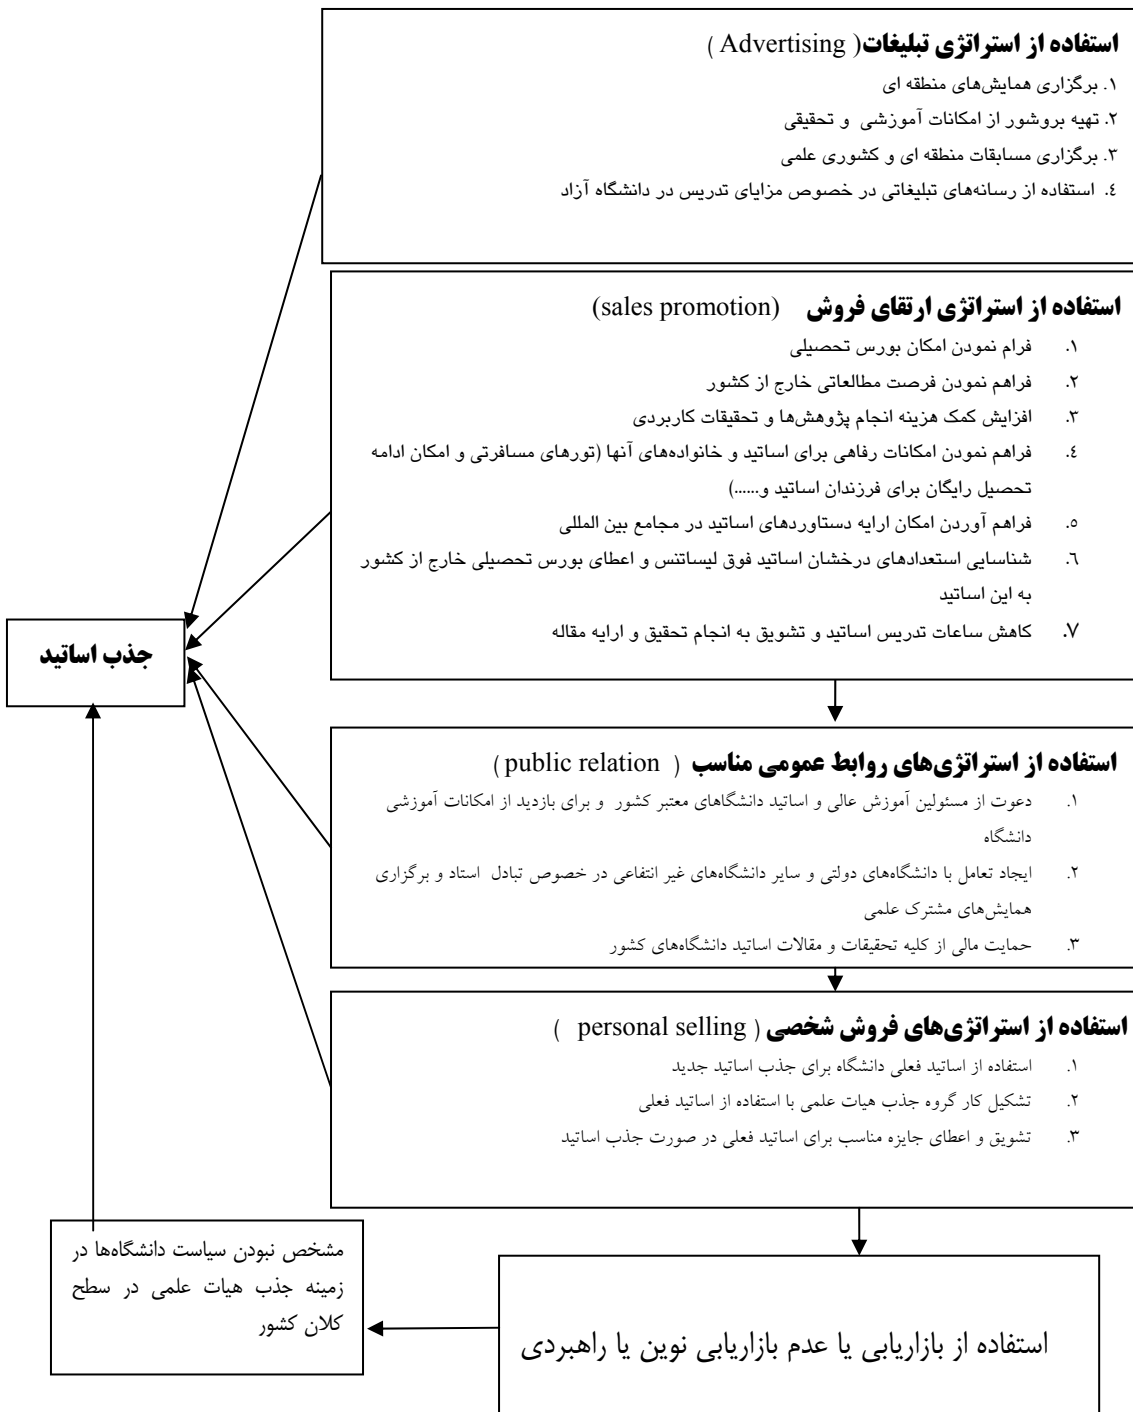 استفاده از استراتژی تبلیغات( Advertising )
۱. برگزاری همایش‌های منطقه ای
۲. تهیه بروشور از امکانات آموزشی و تحقیقی
۳. برگزاری مسابقات منطقه ای و کشوری علمی
٤. استفاده از رسانه‌های تبلیغاتی در خصوص مزایای تدریس در دانشگاه آزاد
استفاده از استراتژی ارتقای فروش (sales promotion)
۱. فرام نمودن امکان بورس تحصیلی
۲. فراهم نمودن فرصت مطالعاتی خارج از کشور
۳. افزایش کمک هزینه انجام پژوهش‌ها و تحقیقات کاربردی
٤. فراهم نمودن امکانات رفاهی برای اساتید و خانواده‌های آنها (تورهای مسافرتی و امکان ادامه
تحصیل رایگان برای فرزندان اساتید و......)
٥. فراهم آوردن امکان ارایه دستاوردهای اساتید در مجامع بین المللی
٦. شناسایی استعدادهای درخشان اساتید فوق لیساتنس و اعطای بورس تحصیلی خارج از کشور
به این اساتید
۷. کاهش ساعات تدریس اساتید و تشویق به انجام تحقیق و ارایه مقاله
جذب اساتید
استفاده از استراتژی‌های روابط عمومی مناسب ( public relation)
۱. دعوت از مسئولین آموزش عالی و اساتید دانشگاهای معتبر کشور و برای بازدید از امکانات آموزشی
دانشگاه
۲. ایجاد تعامل با دانشگاه‌های دولتی و سایر دانشگاه‌های غیر انتفاعی در خصوص تبادل استاد و برگزاری
همایش‌های مشترک علمی
۳. حمایت مالی از کلیه تحقیقات و مقالات اساتید دانشگاه‌های کشور
استفاده از استراتژی‌های فروش شخصی ( personal selling )
۱. استفاده از اساتید فعلی دانشگاه برای جذب اساتید جدید
۲. تشکیل کار گروه جذب هیات علمی با استفاده از اساتید فعلی
۳. تشویق و اعطای جایزه مناسب برای اساتید فعلی در صورت جذب اساتید
مشخص نبودن سیاست دانشگاه‌ها در
زمینه جذب هیات علمی در سطح
کلان کشور
استفاده از بازاریابی یا عدم بازاریابی نوین یا راهبردی